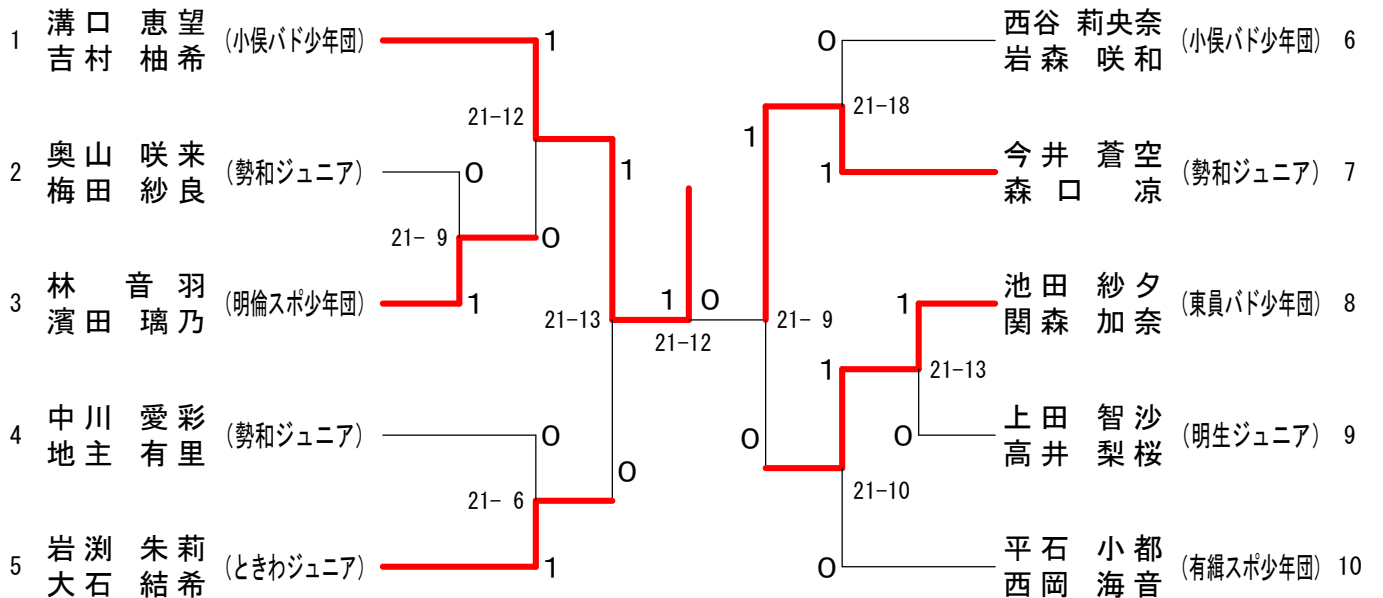 1 溝口 恵望 (小俣バド少年団) 1
吉村 柚希
21-12
2 奥山 咲来 (勢和ジュニア) 0
梅田 紗良
21- 9 0
3 林 音羽 (明倫スポ少年団) 1
濱田 璃乃
1
21-13
4 中川 愛彩 (勢和ジュニア) 0
地主 有里
0
21- 6
5 岩渕 朱莉 (ときわジュニア) 1
大石 結希
1 0
21-12
0 西谷 莉央奈 (小俣バド少年団) 6
岩森 咲和
21-18
1
1 今井 蒼空 (勢和ジュニア) 7
森口 凉
21- 9
1 池田 紗夕 (東員バド少年団) 8
関森 加奈
1 21-13
0 上田 智沙 (明生ジュニア) 9
高井 梨桜
0
21-10
0 平石 小都 (有緝スポ少年団) 10
西岡 海音